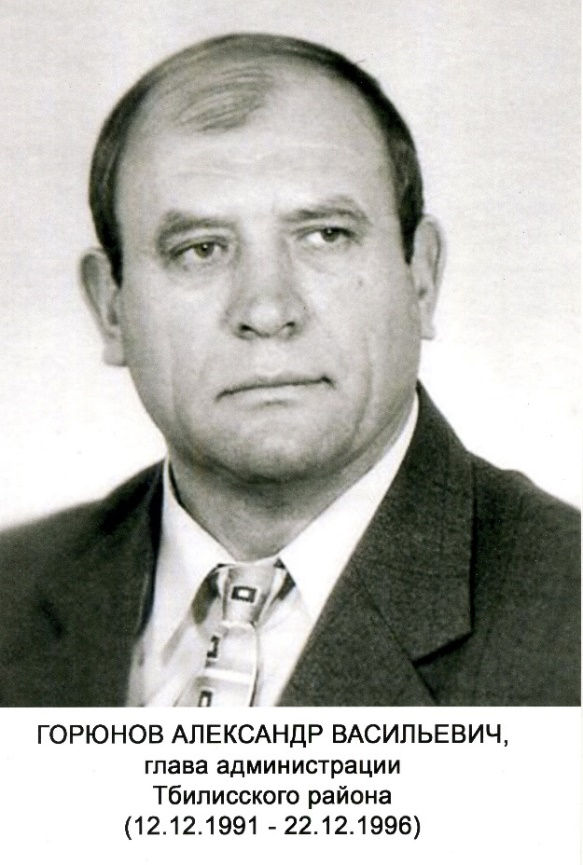 ГОРЮНОВ АЛЕКСАНДР ВАСИЛЬЕВИЧ,
глава администрации
Тбилисского района
(12.12.1991 - 22.12.1996)